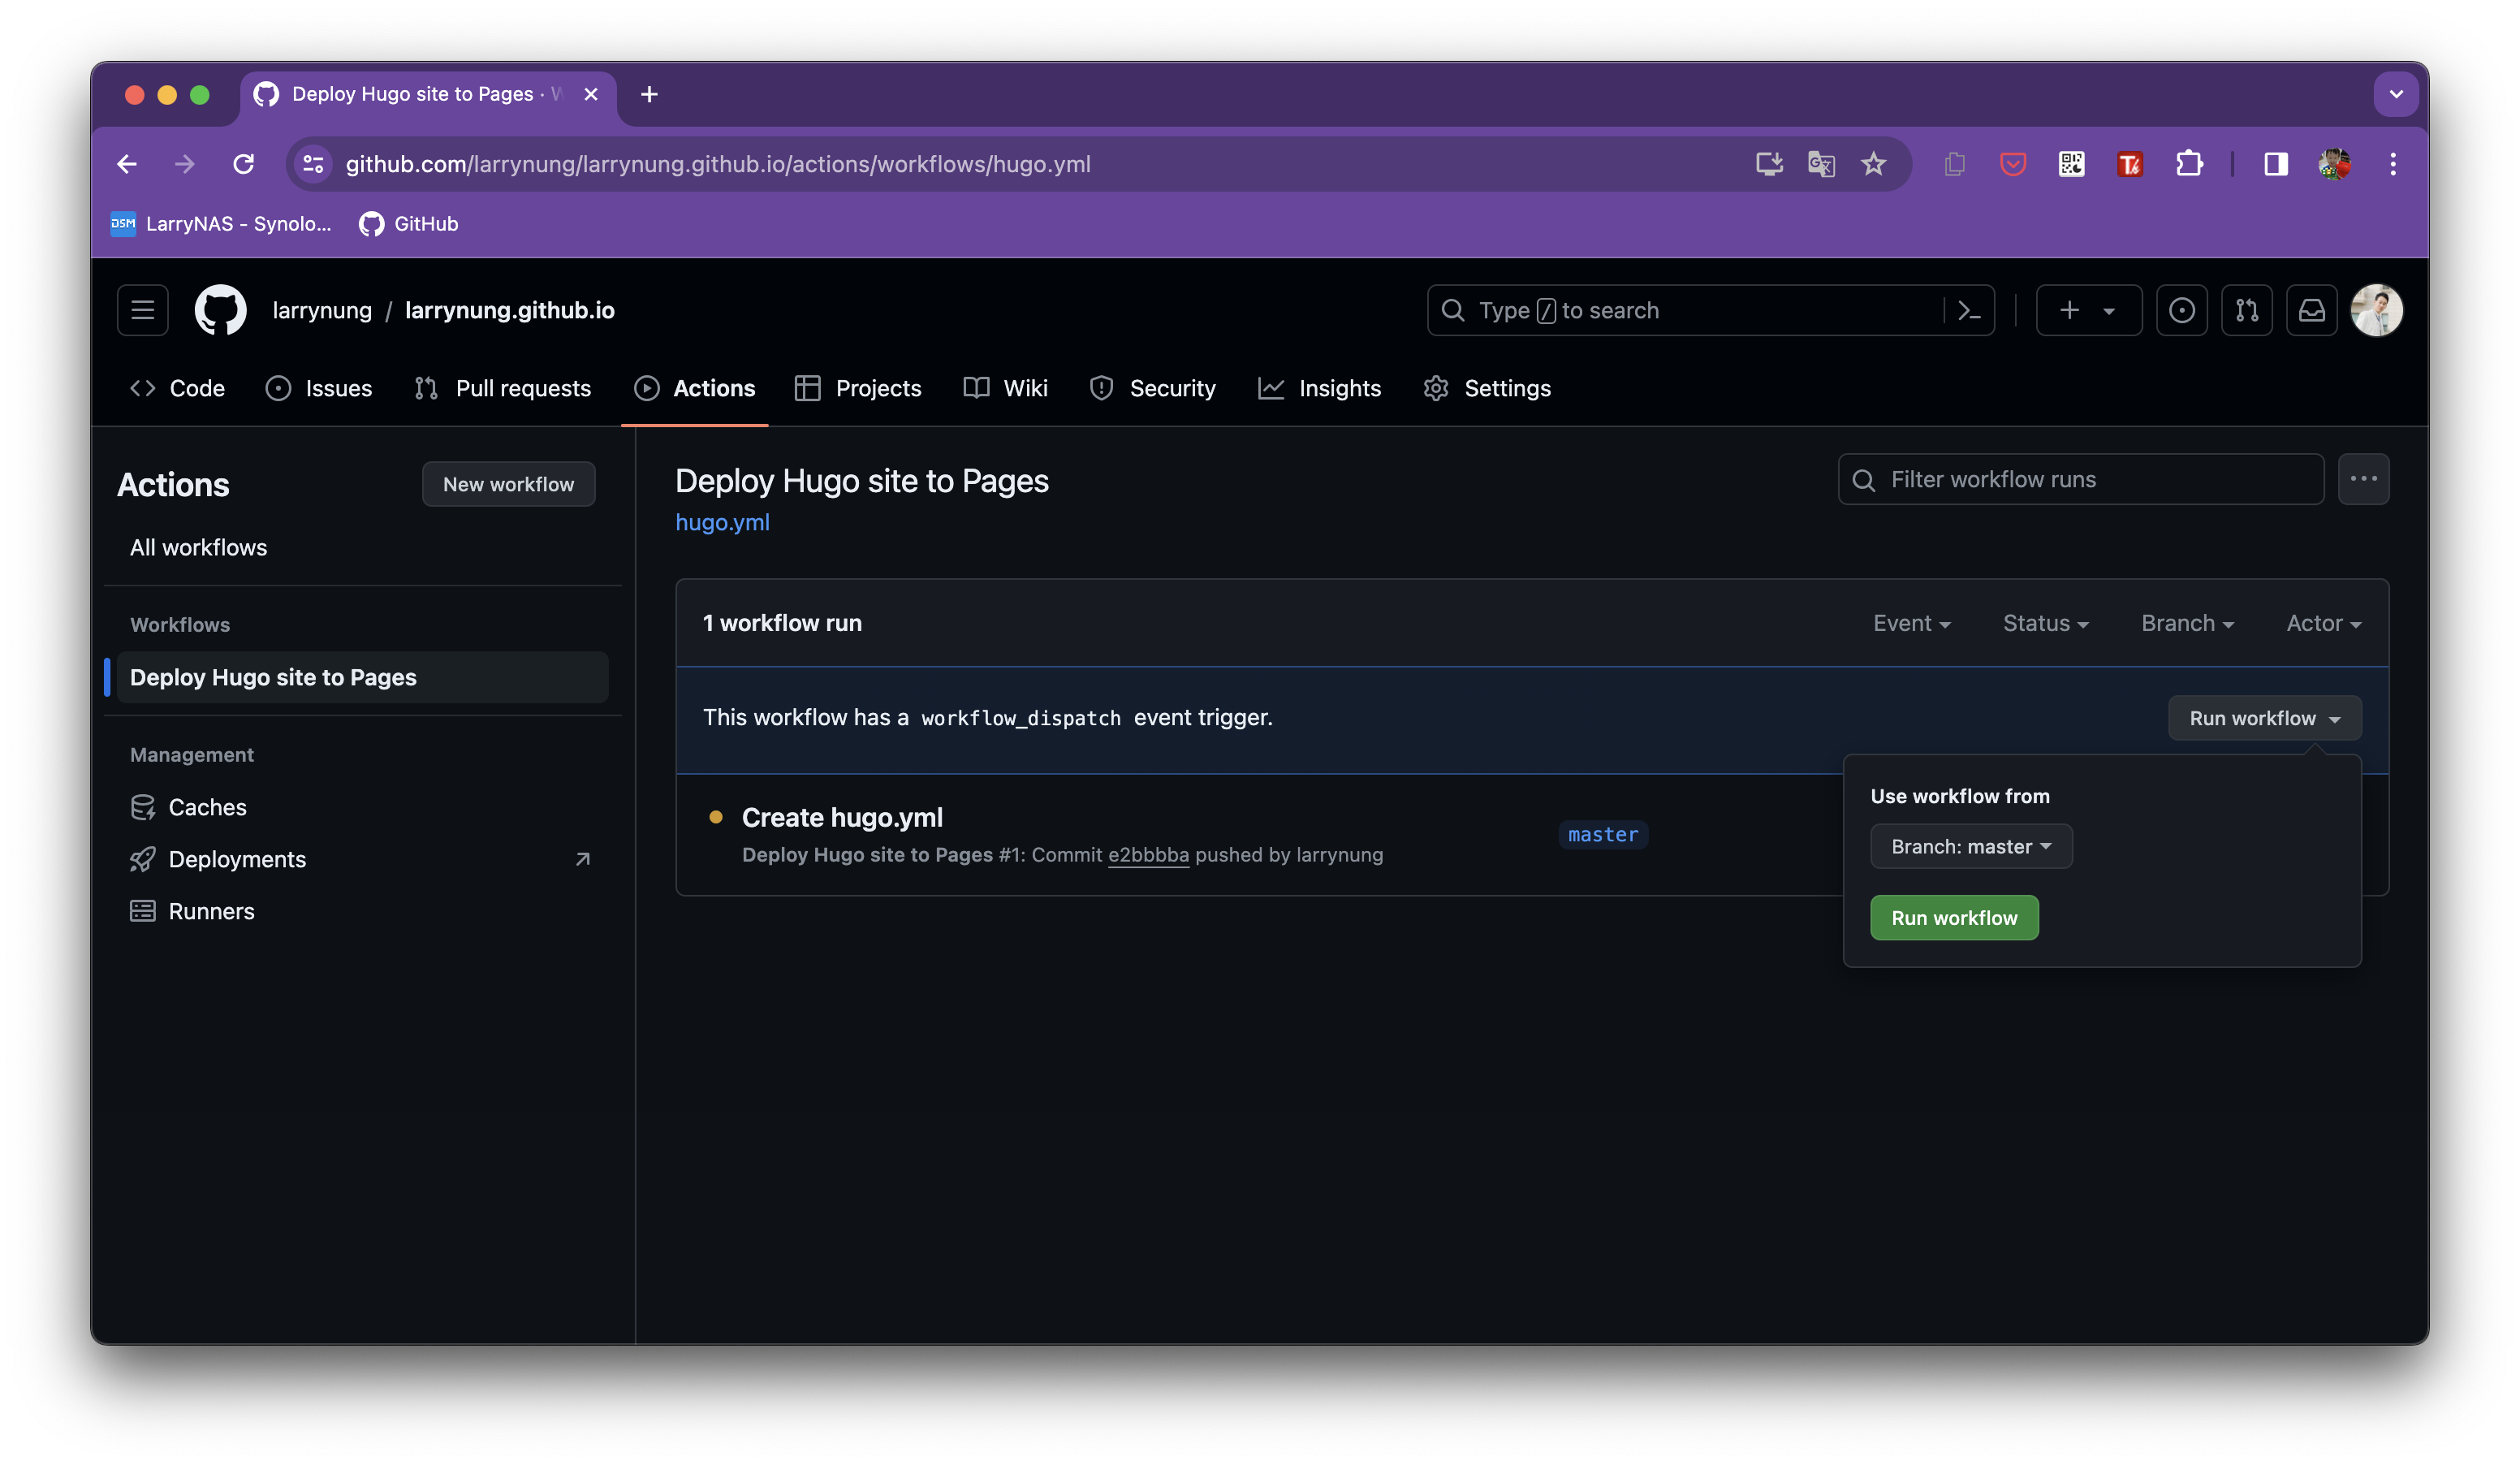 Deploy Hugo site to Pages · W
github.com/larrynung/larrynung.github.io/actions/workflows/hugo.yml
DSM LarryNAS - Synolo... GitHub
larrynung / larrynung.github.io Type / to search
Code Issues Pull requests Actions Projects Wiki Security Insights Settings
Actions New workflow
All workflows
Workflows
Deploy Hugo site to Pages
Management
Caches
Deployments
Runners
Deploy Hugo site to Pages
hugo.yml
Filter workflow runs
1 workflow run Event Status Branch Actor
This workflow has a workflow_dispatch event trigger. Run workflow
Create hugo.yml
Deploy Hugo site to Pages #1: Commit e2bbbba pushed by larrynung
master
Use workflow from
Branch: master
Run workflow